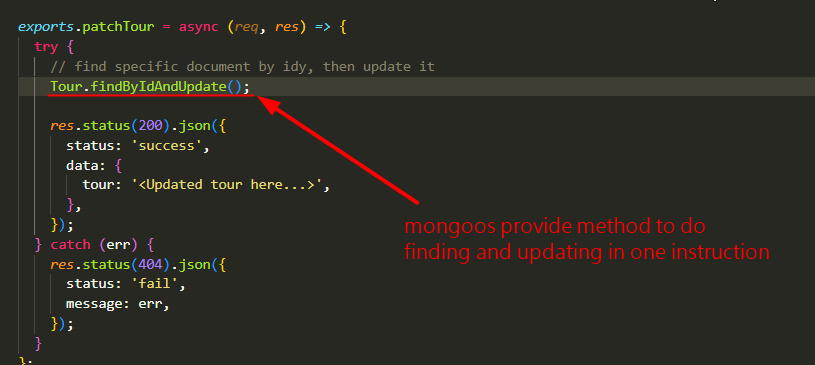 exports.patchTour = async (req, res) => {
try {
// find specific document by idy, then update it
Tour.findByIdAndUpdate();
res.status(200).json({
status: 'success',
data: {
tour: '<Updated tour here...>',
},
});
} catch (err) {
res.status(404).json({
status: 'fail',
message: err,
});
}
};
mongoos provide method to do
finding and updating in one instruction